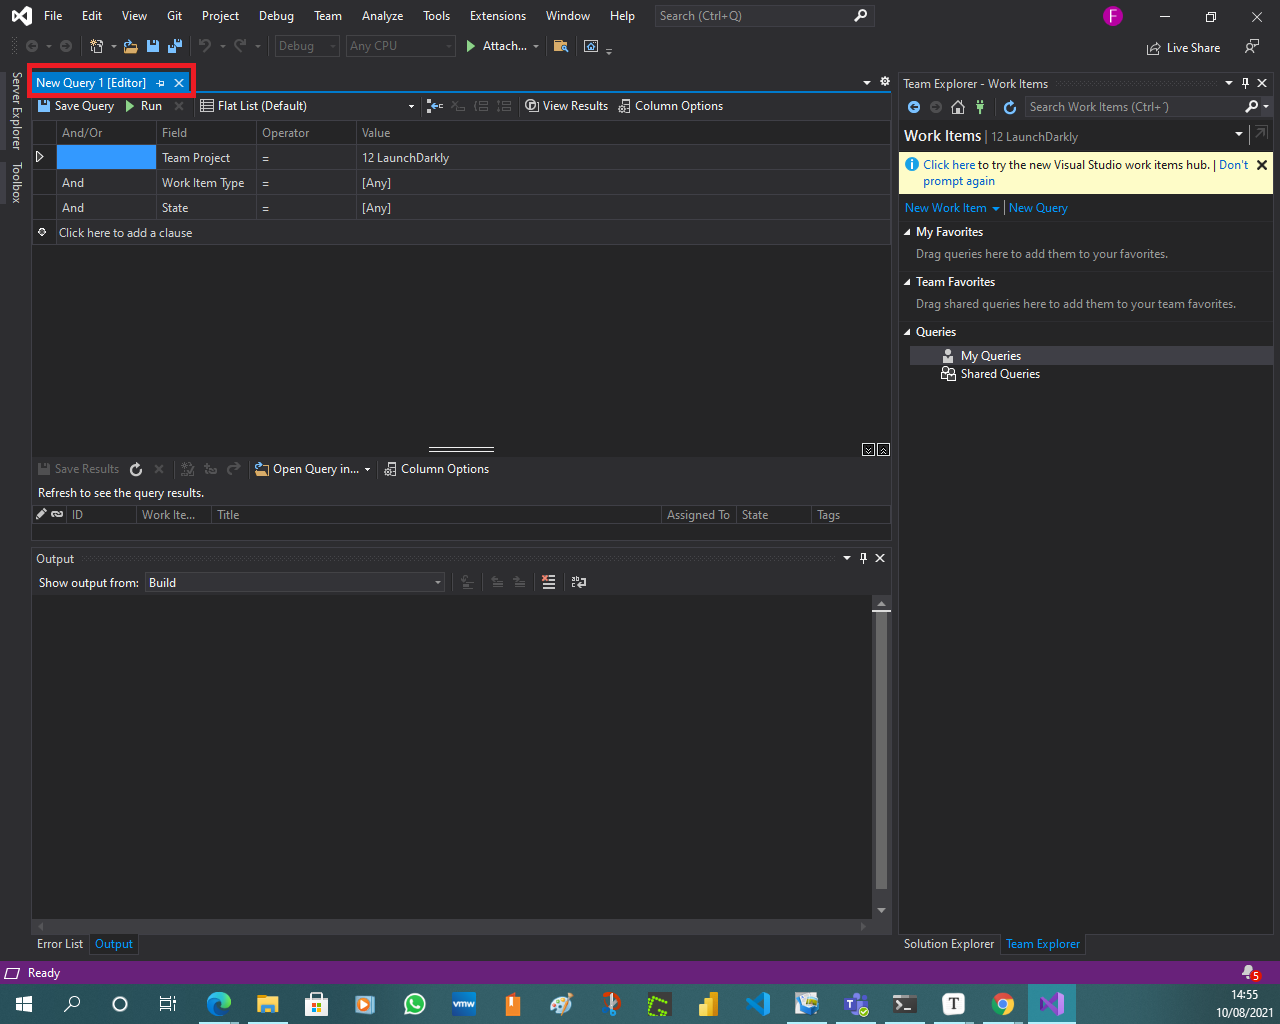 File Edit View Git Project Debug Team Analyze Tools Extensions Window Help Search (Ctrl+Q) F
Debug Any CPU Attach... Live Share
Server Explorer
Toolbox
New Query 1 [Editor]
Save Query Run Flat List (Default) View Results Column Options
And/Or Field Operator Value
Team Project = 12 LaunchDarkly
And Work Item Type = [Any]
And State = [Any]
Click here to add a clause
Save Results Open Query in... Column Options
Refresh to see the query results.
ID Work Ite... Title Assigned To State Tags
Output
Show output from: Build
Error List Output
Team Explorer - Work Items
Search Work Items (Ctrl+´)
Work Items | 12 LaunchDarkly
Click here to try the new Visual Studio work items hub. | Don't
prompt again
New Work Item New Query
My Favorites
Drag queries here to add them to your favorites.
Team Favorites
Drag shared queries here to add them to your team favorites.
Queries
My Queries
Shared Queries
Solution Explorer Team Explorer
Ready 5
vmw T 14:55
10/08/2021